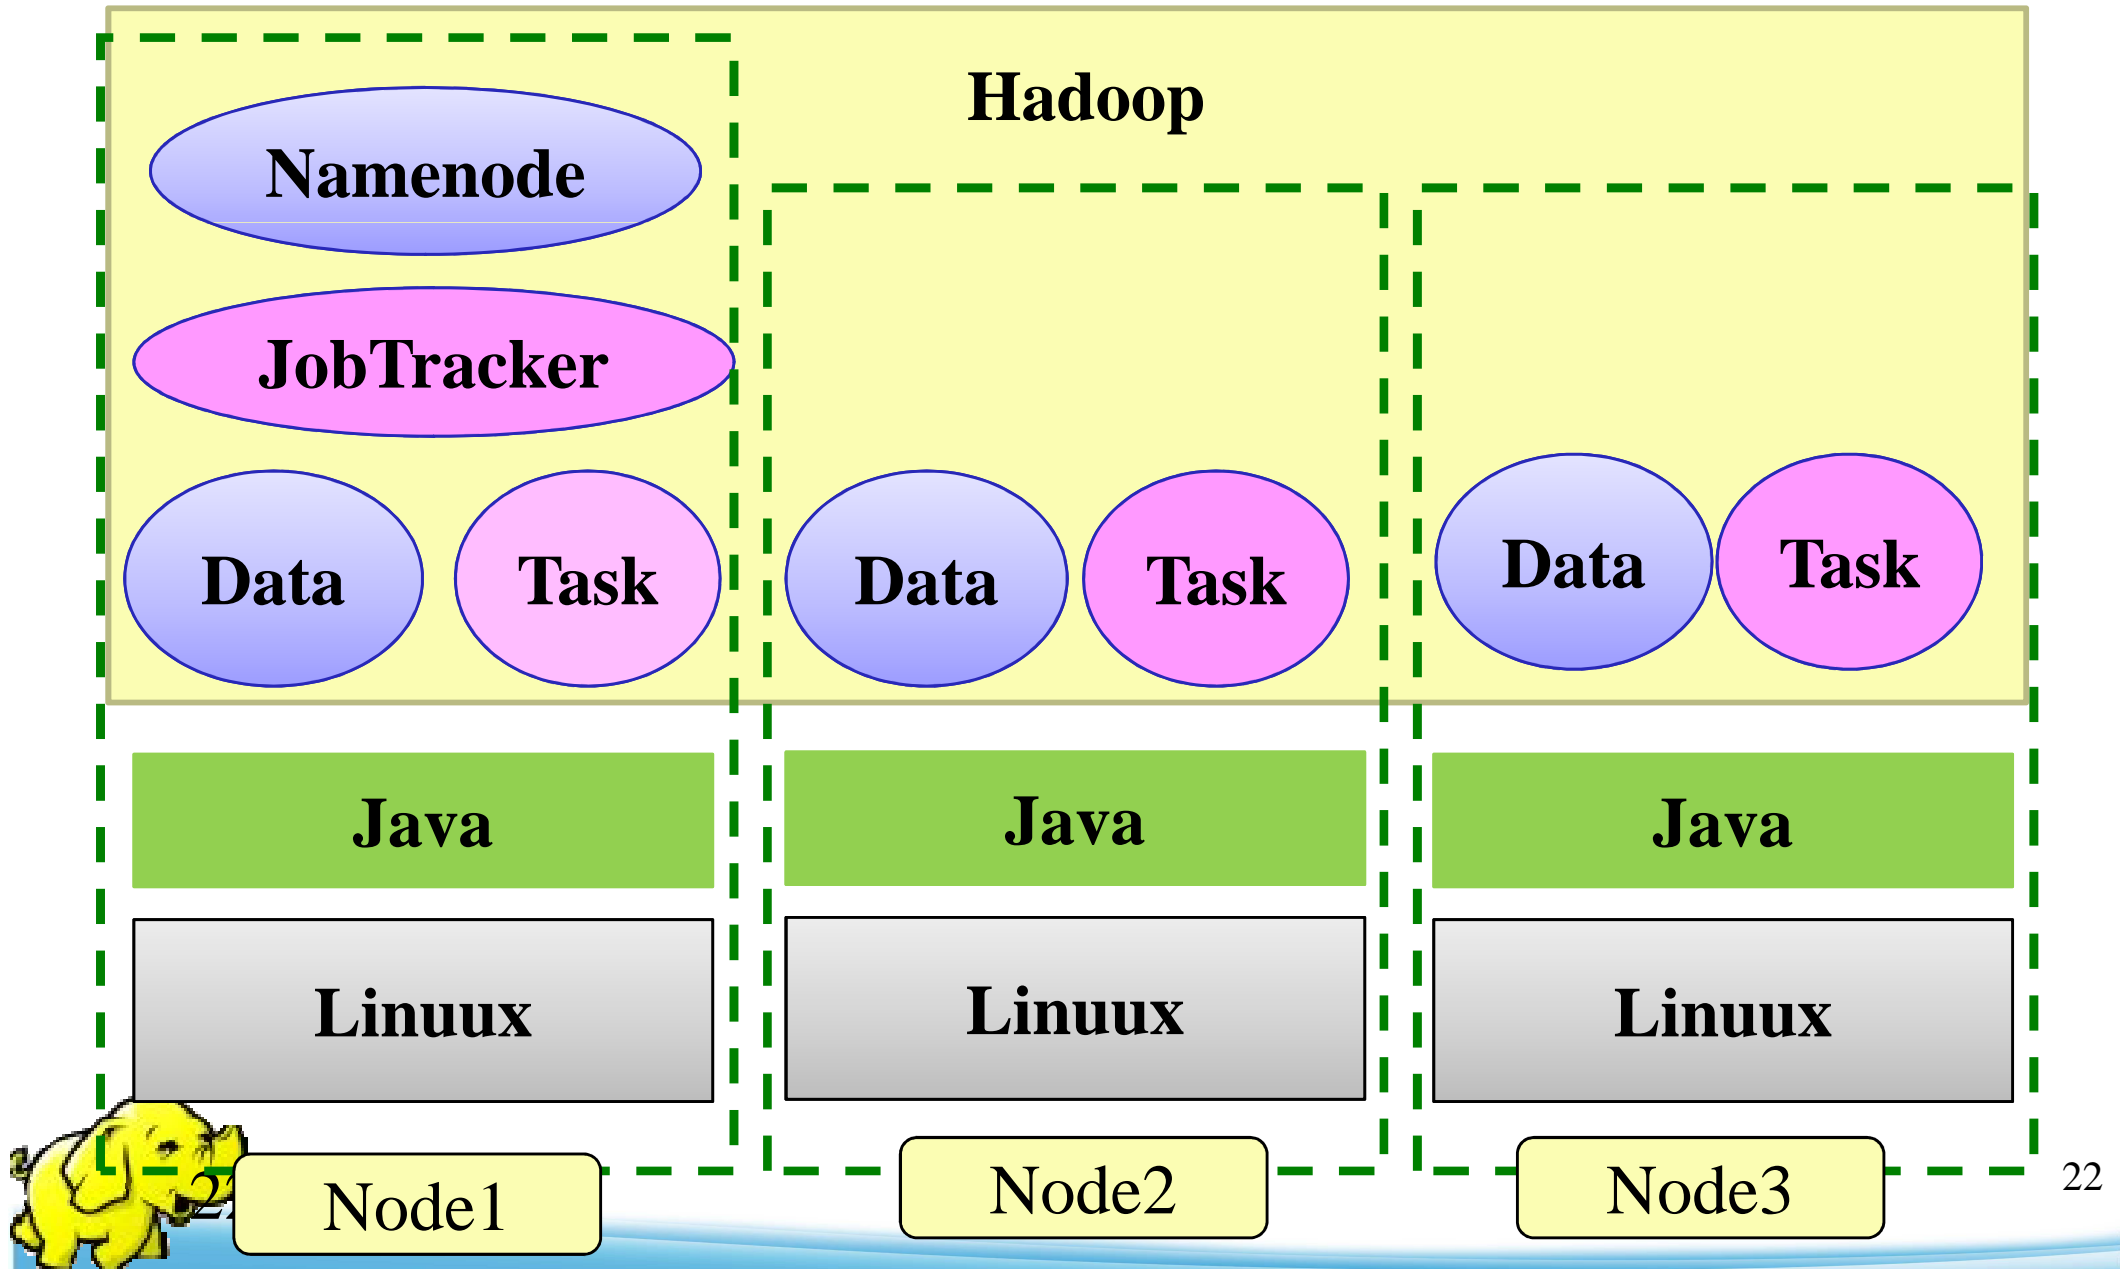 Hadoop
Namenode
JobTracker
Data
Task
Data
Task
Data
Task
Java
Java
Java
Linuux
Linuux
Linuux
Node1
Node2
Node3
22